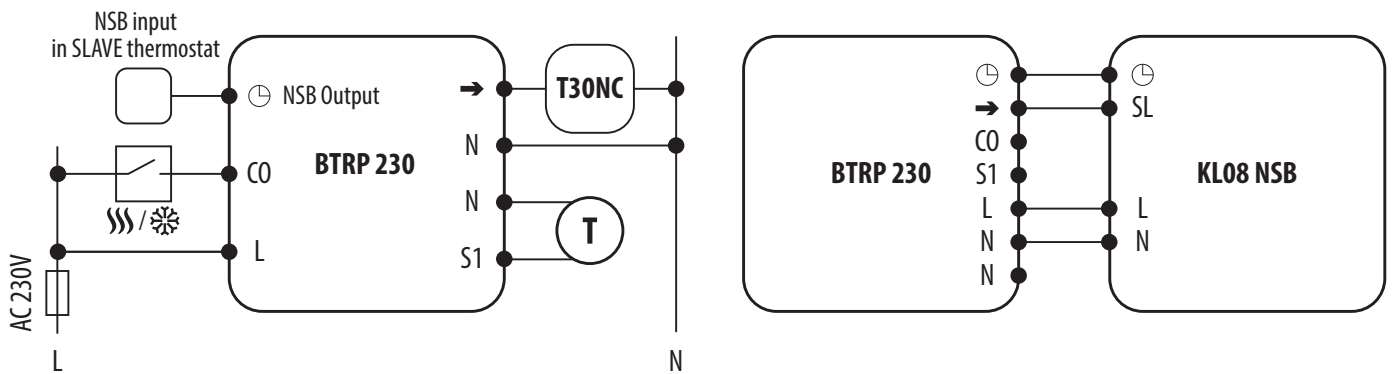 NSB input
in SLAVE thermostat
NSB Output
BTRP 230
CO
L
N
N
S1
T30NC
T
AC 230V
L
N
BTRP 230
CO
S1
L
N
N
KL08 NSB
SL
L
N